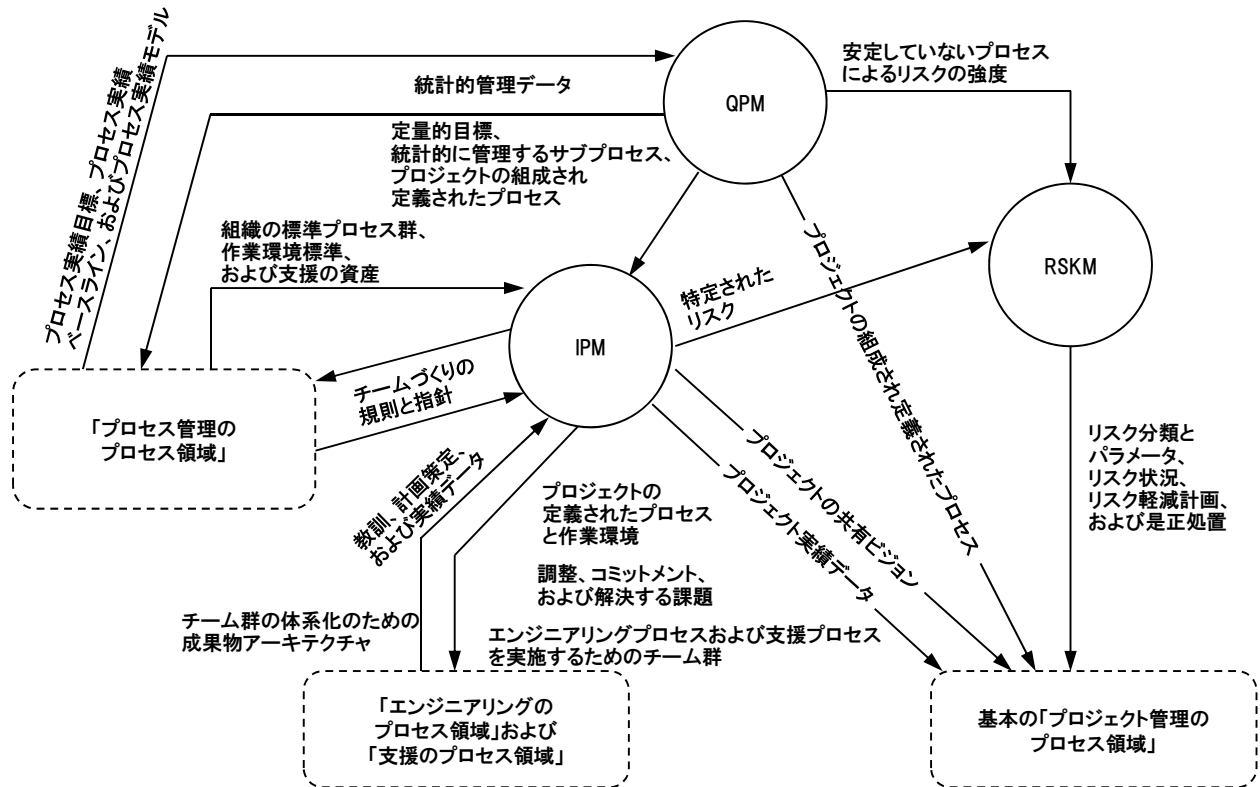 プロセス実績目標、プロセス実績
ベースライン、およびプロセス実績モデル
統計的管理データ
QPM
安定していないプロセス
によるリスクの強度
定量的目標、
統計的に管理するサブプロセス、
プロジェクトの組成され
定義されたプロセス
組織の標準プロセス群、
作業環境標準、
および支援の資産
プロジェクトの組成され定義されたプロセス
RSKM
特定された
リスク
IPM
チームづくりの
規則と指針
「プロセス管理の
プロセス領域」
教訓、計画策定、
および実績データ
プロジェクトの
定義されたプロセス
と作業環境
プロジェクトの共有ビジョン
プロジェクト実績データ
リスク分類と
パラメータ、
リスク状況、
リスク軽減計画、
および是正処置
調整、コミットメント、
および解決する課題
チーム群の体系化のための
成果物アーキテクチャ
エンジニアリングプロセスおよび支援プロセス
を実施するためのチーム群
「エンジニアリングの
プロセス領域」および
「支援のプロセス領域」
基本の「プロジェクト管理の
プロセス領域」